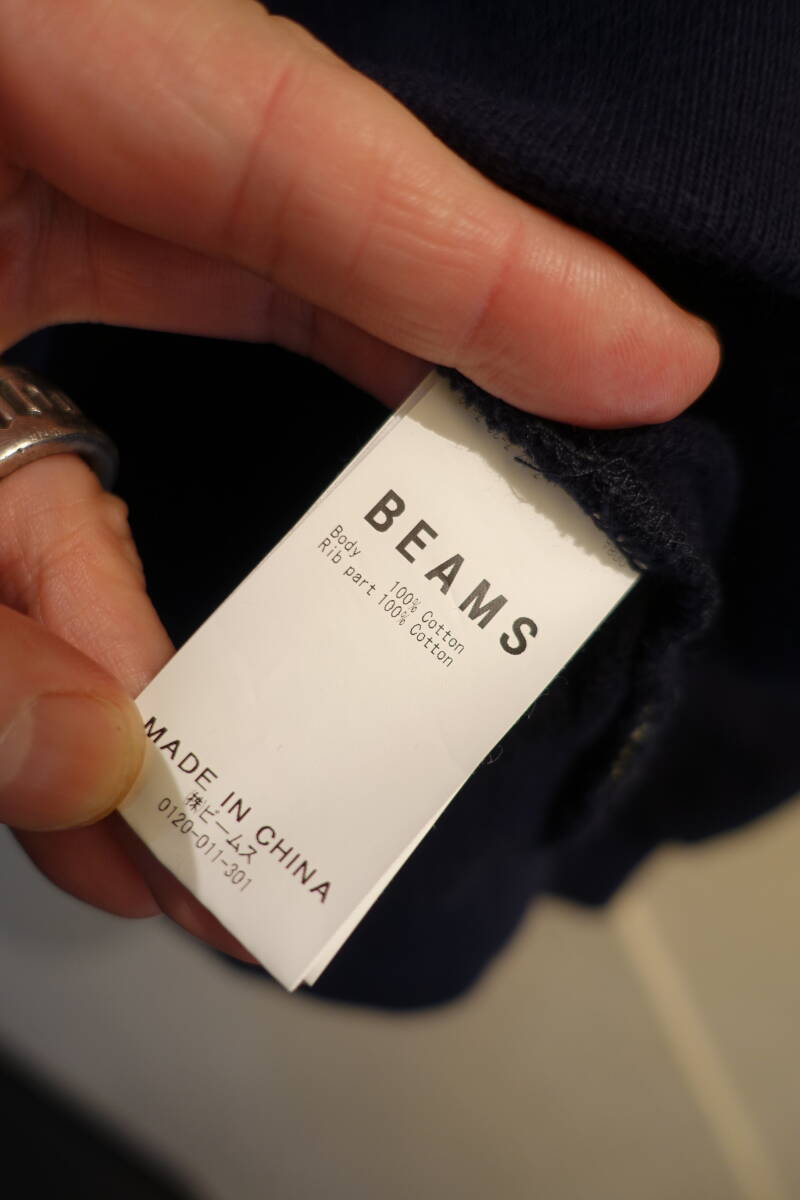 BEAMS
Body 100% Cotton
Rib part 100% Cotton
MADE IN CHINA
㈱ビームス
0120-011-301